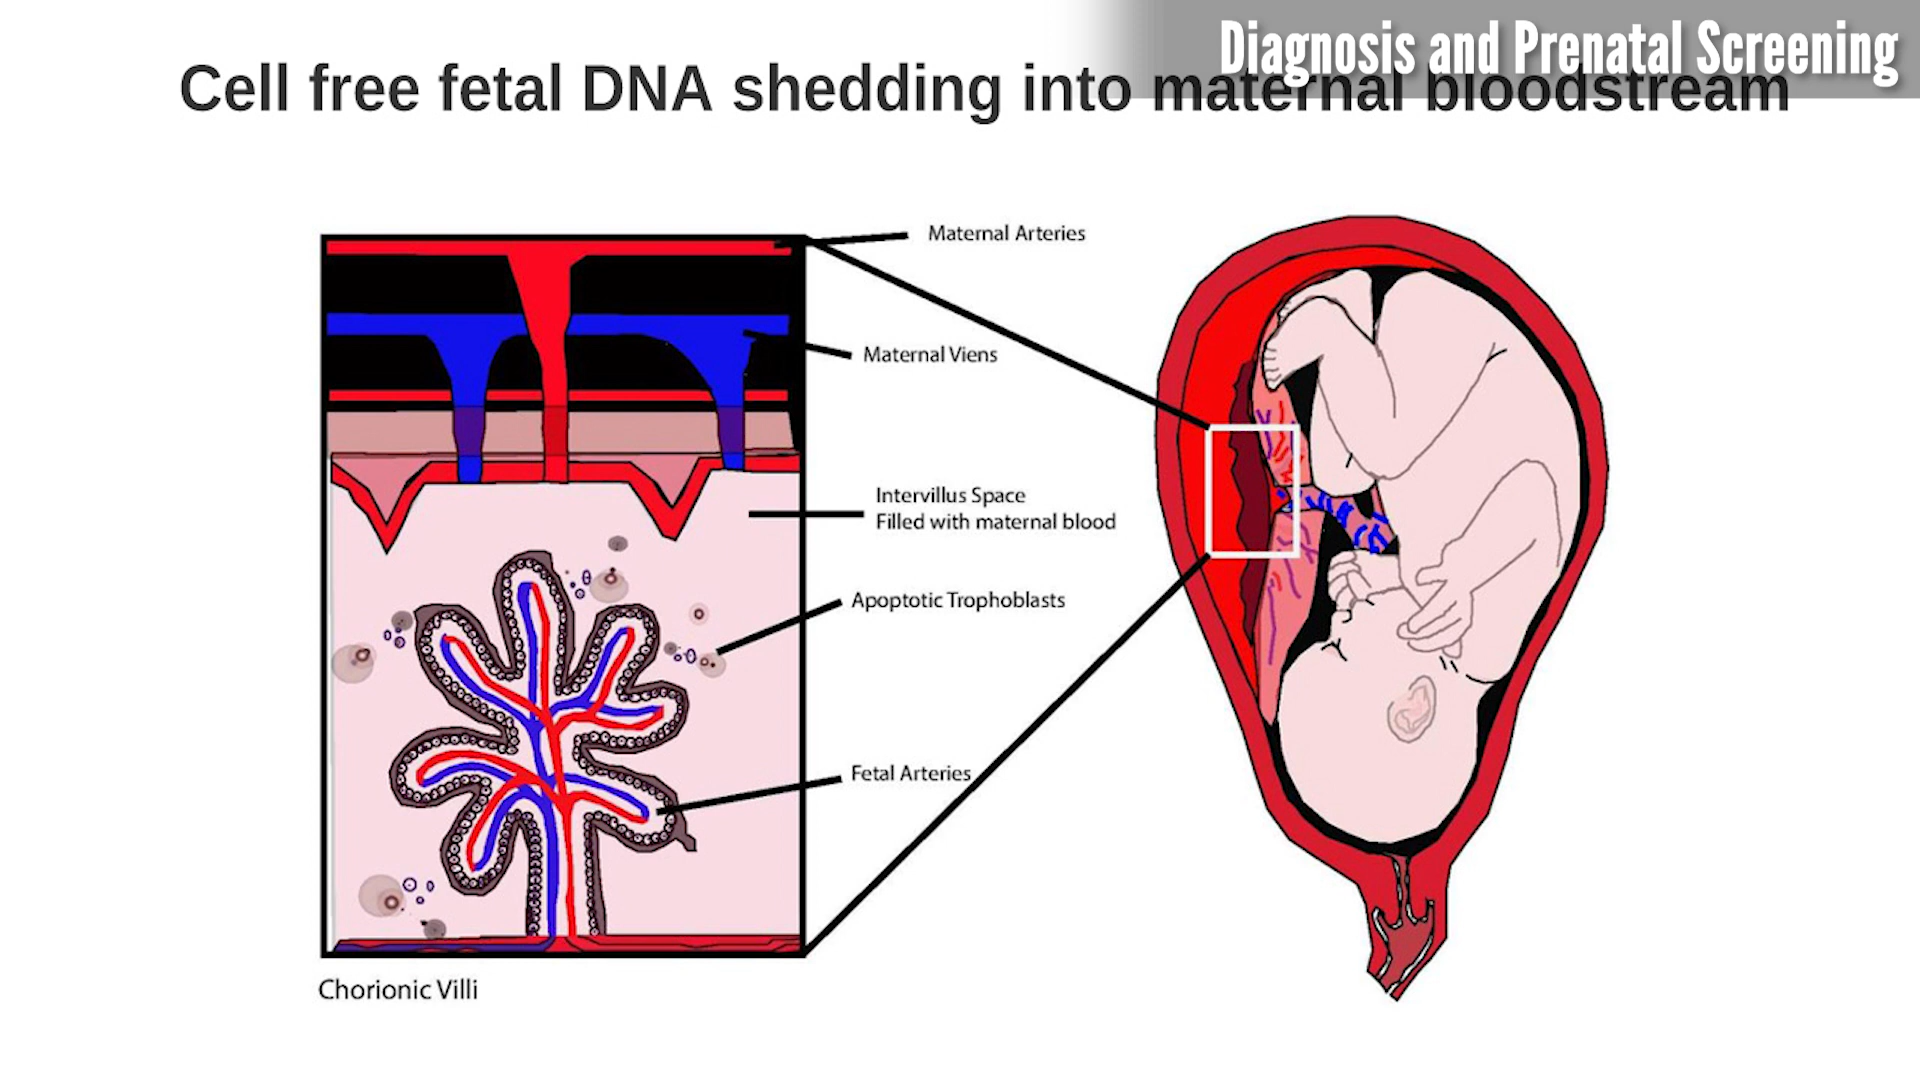 Diagnosis and Prenatal Screening
Cell free fetal DNA shedding into maternal bloodstream
Maternal Arteries
Maternal Viens
Intervillus Space
Filled with maternal blood
Apoptotic Trophoblasts
Fetal Arteries
Chorionic Villi